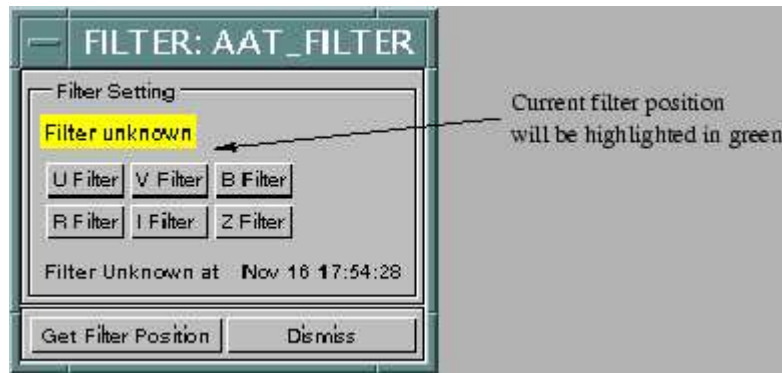 FILTER: AAT_FILTER
Filter Setting
Filter unknown
U Filter V Filter B Filter
R Filter I Filter Z Filter
Filter Unknown at Nov 16 17:54:28
Get Filter Position Dismiss
Current filter position
will be highlighted in green